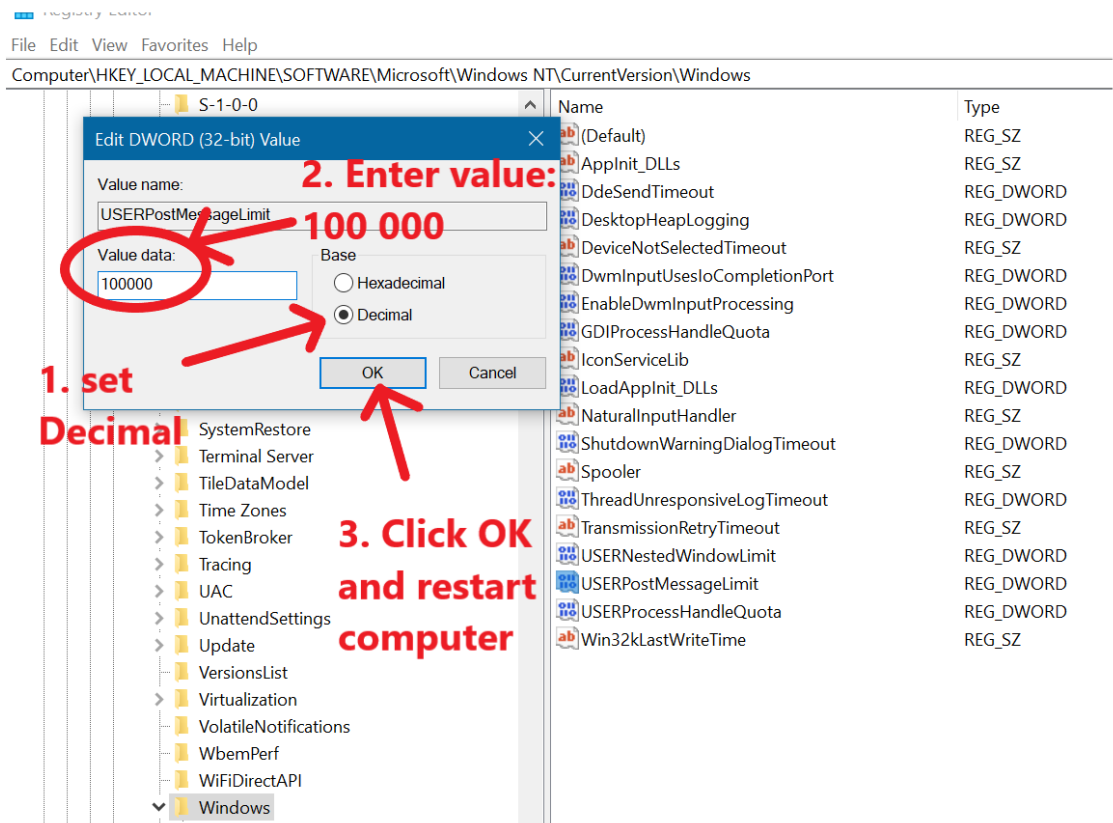 Registry Editor
File Edit View Favorites Help
Computer\HKEY_LOCAL_MACHINE\SOFTWARE\Microsoft\Windows NT\CurrentVersion\Windows
S-1-0-0
Edit DWORD (32-bit) Value
Value name:
USERPostMessageLimit
Value data:
100000
Base
Hexadecimal
Decimal
OK
Cancel
1. set
Decimal
2. Enter value:
100 000
3. Click OK
and restart
computer
SystemRestore
Terminal Server
TileDataModel
Time Zones
TokenBroker
Tracing
UAC
UnattendSettings
Update
VersionsList
Virtualization
VolatileNotifications
WbemPerf
WiFiDirectAPI
Windows
Name Type
(Default) REG_SZ
AppInit_DLLs REG_SZ
DdeSendTimeout REG_DWORD
DesktopHeapLogging REG_DWORD
DeviceNotSelectedTimeout REG_SZ
DwmInputUsesIoCompletionPort REG_DWORD
EnableDwmInputProcessing REG_DWORD
GDIProcessHandleQuota REG_DWORD
IconServiceLib REG_SZ
LoadAppInit_DLLs REG_DWORD
NaturalInputHandler REG_SZ
ShutdownWarningDialogTimeout REG_DWORD
Spooler REG_SZ
ThreadUnresponsiveLogTimeout REG_DWORD
TransmissionRetryTimeout REG_SZ
USERNestedWindowLimit REG_DWORD
USERPostMessageLimit REG_DWORD
USERProcessHandleQuota REG_DWORD
Win32kLastWriteTime REG_SZ